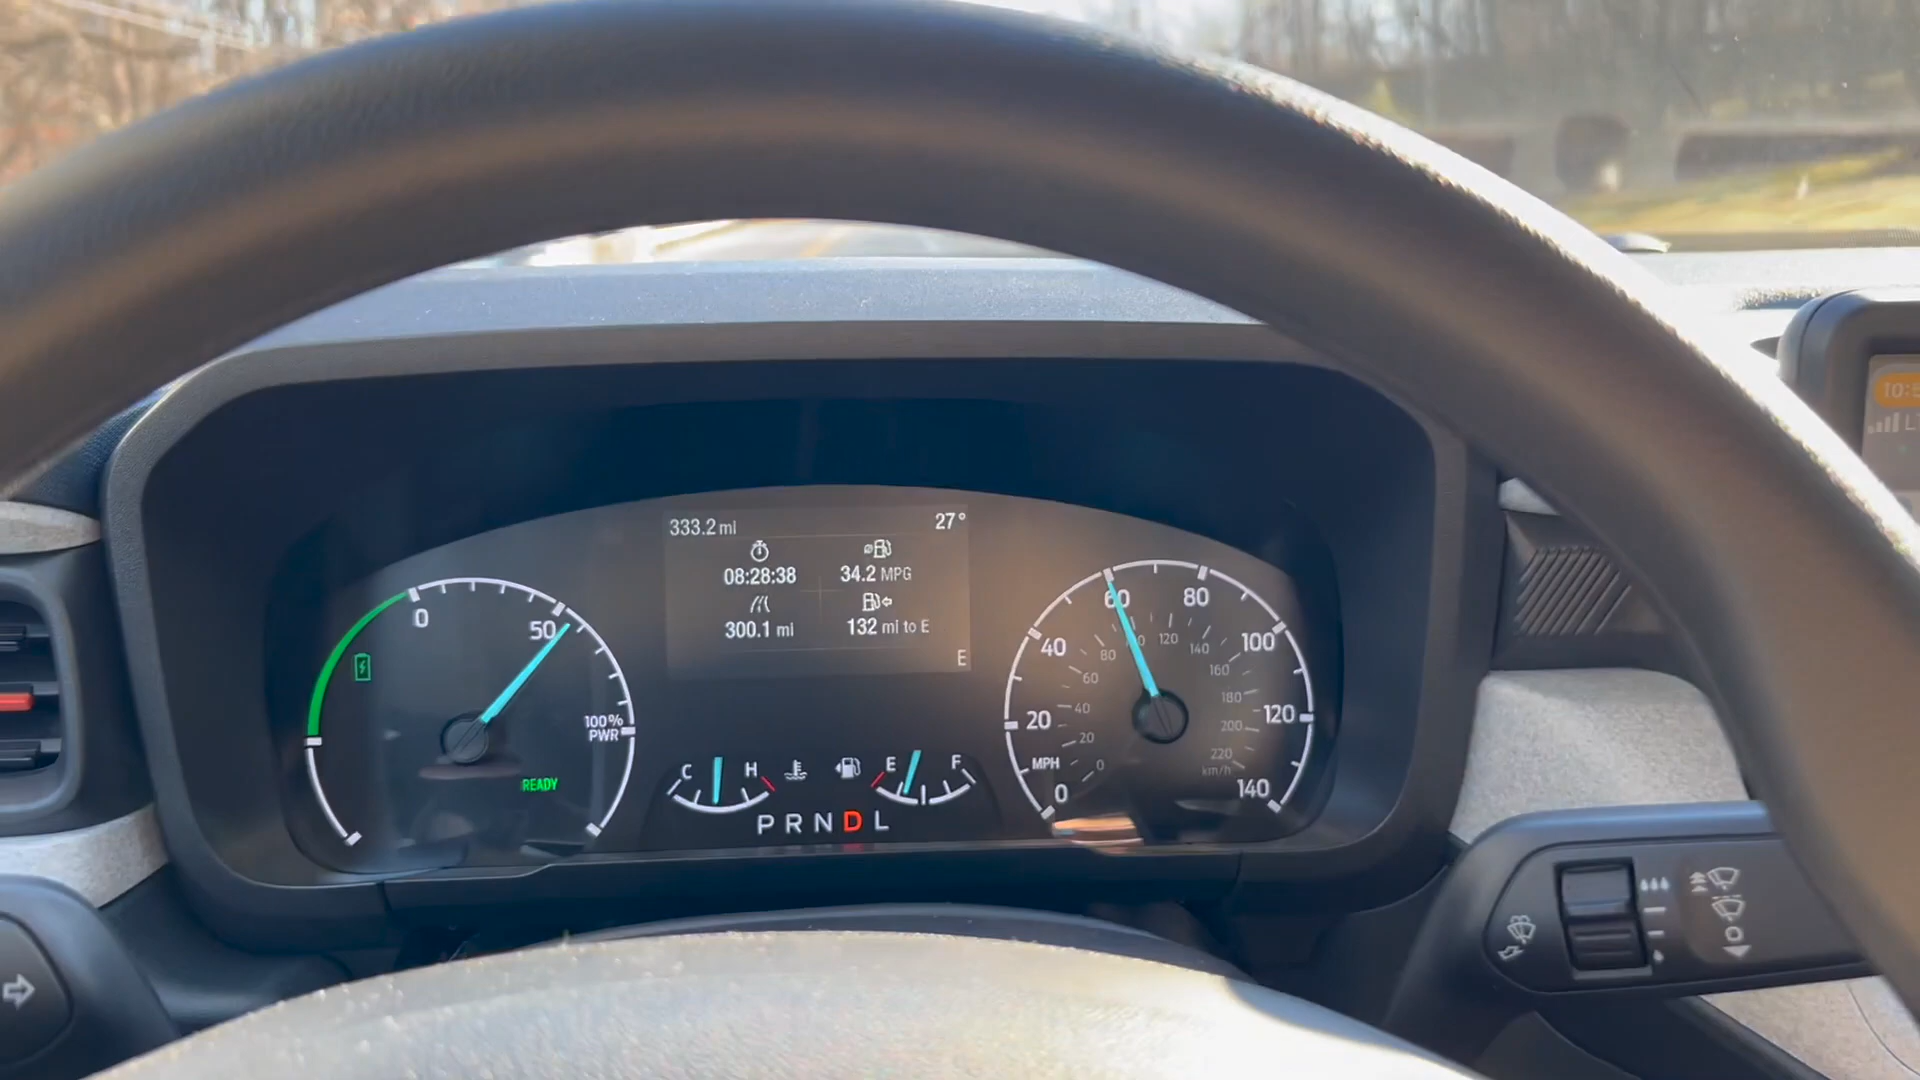 333.2 mi
27°
08:28:38
34.2 MPG
300.1 mi
132 mi to E
E
0
50
100%
PWR
READY
C
H
E
F
P R N D L
0
20
40
60
80
100
120
140
MPH
0
20
40
60
80
120
140
160
180
200
220
km/h